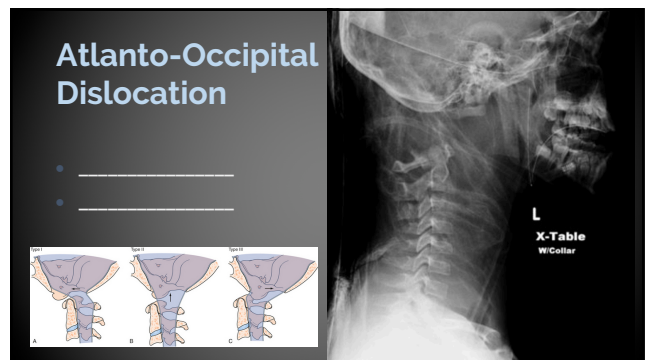 Atlanto-Occipital
Dislocation
Type I
Type II
Type III
A
B
C
L
X-Table
W/Collar